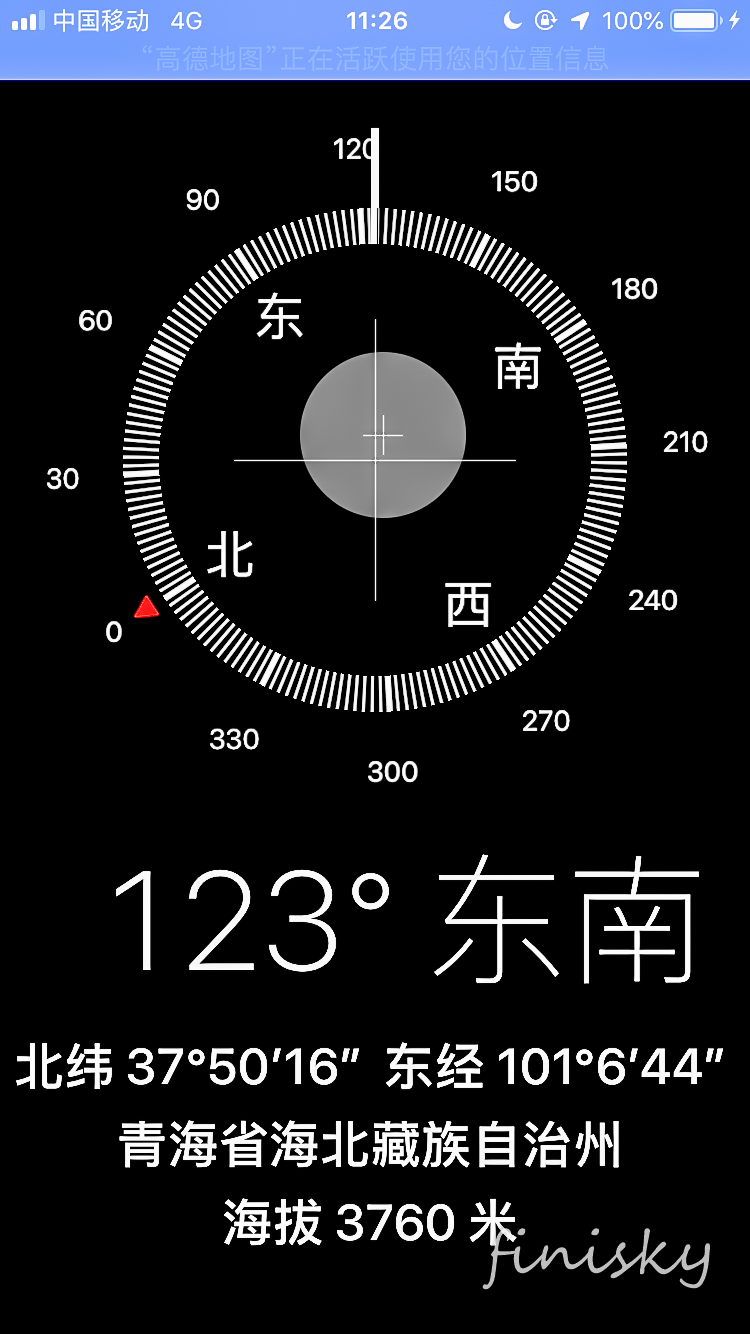 中国移动 4G 11:26 100%
“高德地图”正在活跃使用您的位置信息
120
150
90
180
60
东
南
210
30
北
西
240
0
270
330
300
123° 东南
北纬 37°50′16″ 东经 101°6′44″
青海省海北藏族自治州
海拔 3760 米
finisky